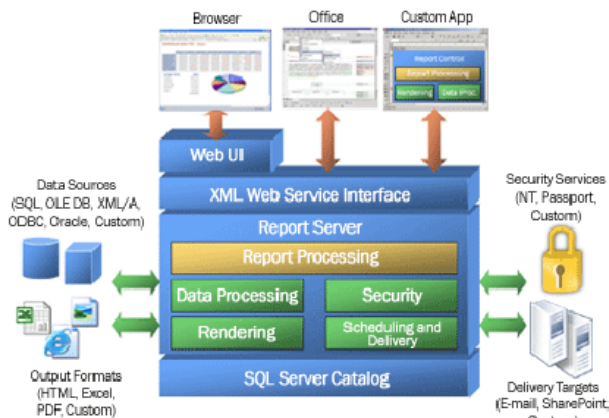 Browser
Office
Custom App
Report Control
Report Processing
Rendering
Data Proc.
Web UI
XML Web Service Interface
Data Sources
(SQL, OLE DB, XML/A,
ODBC, Oracle, Custom)
Security Services
(NT, Passport,
Custom)
Report Server
Report Processing
Data Processing
Security
Rendering
Scheduling and
Delivery
SQL Server Catalog
Output Formats
(HTML, Excel,
PDF, Custom)
Delivery Targets
(E-mail, SharePoint,